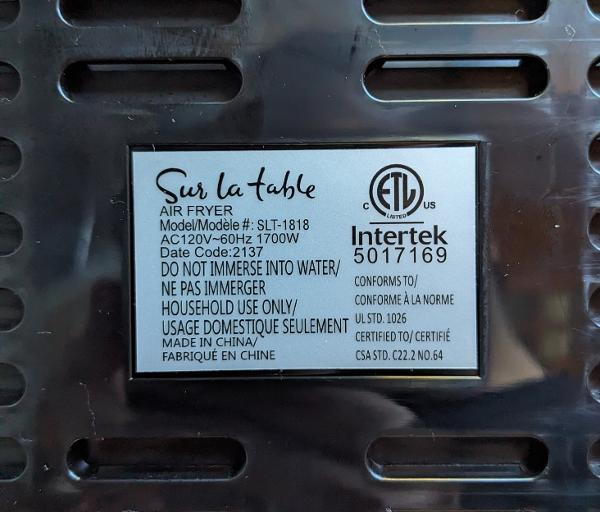 Sur la table
AIR FRYER
Model/Modèle #: SLT-1818
AC120V~60Hz 1700W
Date Code:2137
DO NOT IMMERSE INTO WATER/
NE PAS IMMERGER
HOUSEHOLD USE ONLY/
USAGE DOMESTIQUE SEULEMENT
MADE IN CHINA/
FABRIQUÉ EN CHINE
ETL
C US
LISTED
Intertek
5017169
CONFORMS TO/
CONFORME À LA NORME
UL STD. 1026
CERTIFIED TO/ CERTIFIÉ
CSA STD. C22.2 NO.64